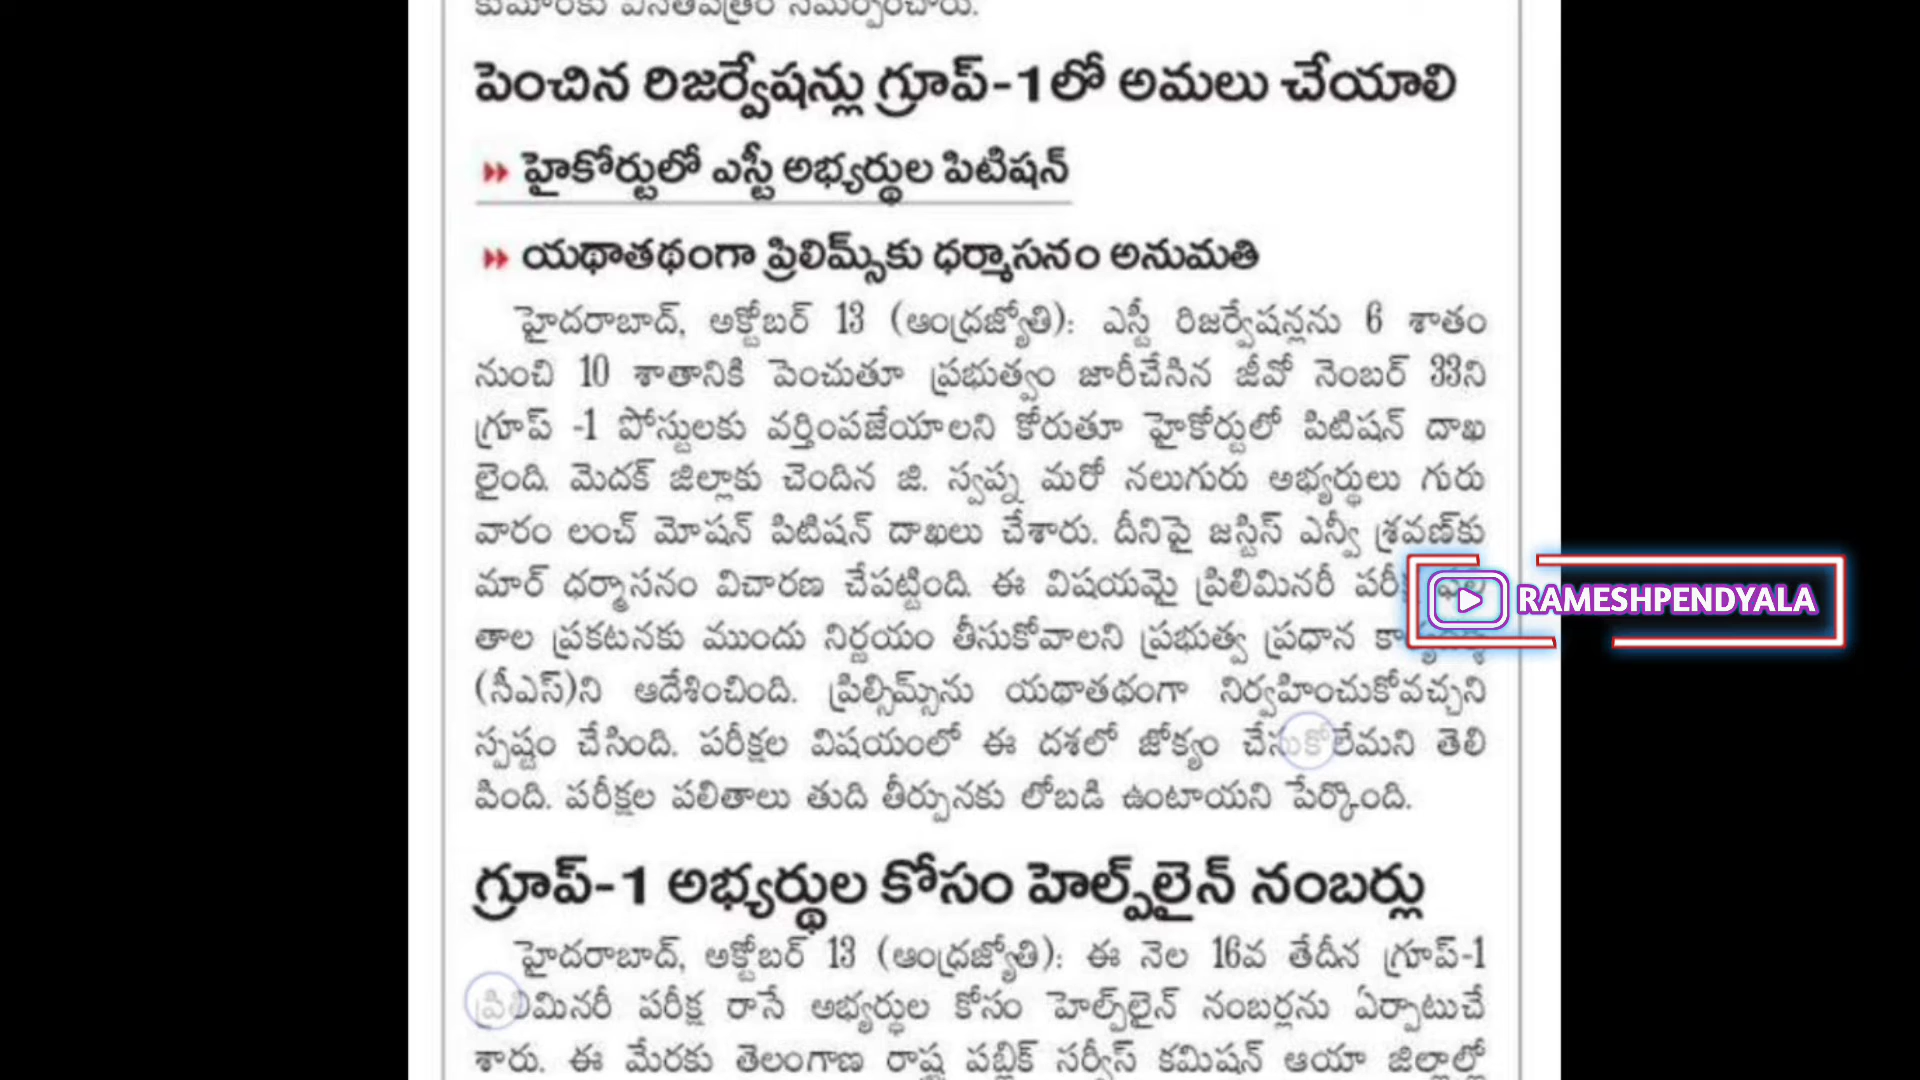 పెంచిన రిజర్వేషన్లు గ్రూప్-1లో అమలు చేయాలి
హైకోర్టులో ఎస్టీ అభ్యర్థుల పిటిషన్
యథాతథంగా ప్రిలిమ్స్‌కు ధర్మాసనం అనుమతి
హైదరాబాద్, అక్టోబర్ 13 (ఆంధ్రజ్యోతి): ఎస్టీ రిజర్వేషన్లను 6 శాతం
నుంచి 10 శాతానికి పెంచుతూ ప్రభుత్వం జారీచేసిన జీవో నెంబర్ 33ని
గ్రూప్ -1 పోస్టులకు వర్తింపజేయాలని కోరుతూ హైకోర్టులో పిటిషన్ దాఖ
లైంది. మెదక్ జిల్లాకు చెందిన జి. స్వప్న మరో నలుగురు అభ్యర్థులు గురు
వారం లంచ్ మోషన్ పిటిషన్ దాఖలు చేశారు. దీనిపై జస్టిస్ ఎన్వీ శ్రవణ్‌కు
మార్ ధర్మాసనం విచారణ చేపట్టింది. ఈ విషయమై ప్రిలిమినరీ
RAMESHPENDYALA
తాల ప్రకటనకు ముందు నిర్ణయం తీసుకోవాలని ప్రభుత్వ ప్రధాన
(సీఎస్)ని ఆదేశించింది. ప్రిల్సిమ్స్‌ను యథాతథంగా నిర్వహించుకోవచ్చని
స్పష్టం చేసింది. పరీక్షల విషయంలో ఈ దశలో జోక్యం చేసుకోలేమని తెలి
పింది. పరీక్షల పలితాలు తుది తీర్పునకు లోబడి ఉంటాయని పేర్కొంది.
గ్రూప్-1 అభ్యర్థుల కోసం హెల్ప్‌లైన్ నంబర్లు
హైదరాబాద్, అక్టోబర్ 13 (ఆంధ్రజ్యోతి): ఈ నెల 16వ తేదీన గ్రూప్-1
ప్రిలిమినరీ పరీక్ష రాసే అభ్యర్థుల కోసం హెల్ప్‌లైన్ నంబర్లను ఏర్పాటుచే
శారు. ఈ మేరకు తెలంగాణ రాష్ట్ర పబ్లిక్ సర్వీస్ కమిషన్ ఆయా జిల్లాల్లో